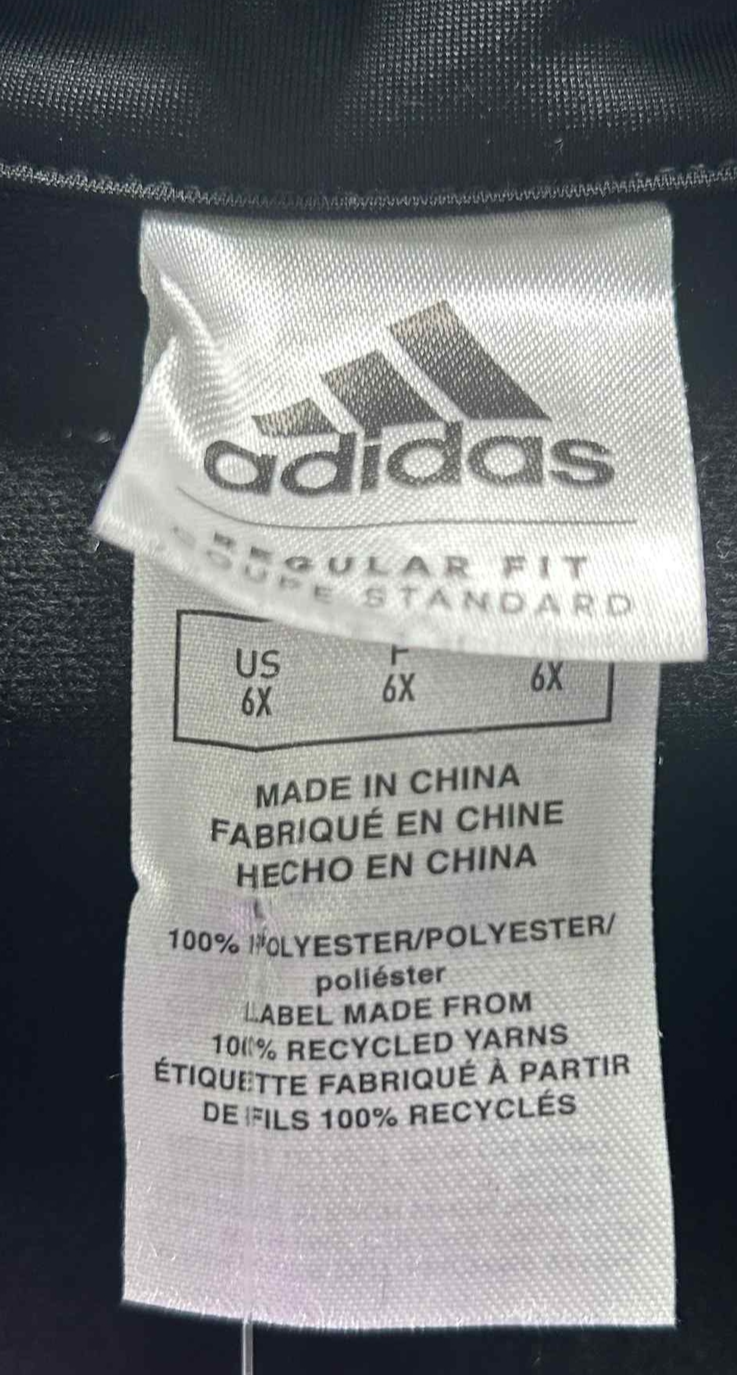 adidas
REGULAR FIT
COUPE STANDARD
US F
6X 6X 6X
MADE IN CHINA
FABRIQUÉ EN CHINE
HECHO EN CHINA
100% POLYESTER/POLYESTER/
poliéster
LABEL MADE FROM
100% RECYCLED YARNS
ÉTIQUETTE FABRIQUÉ À PARTIR
DE FILS 100% RECYCLÉS